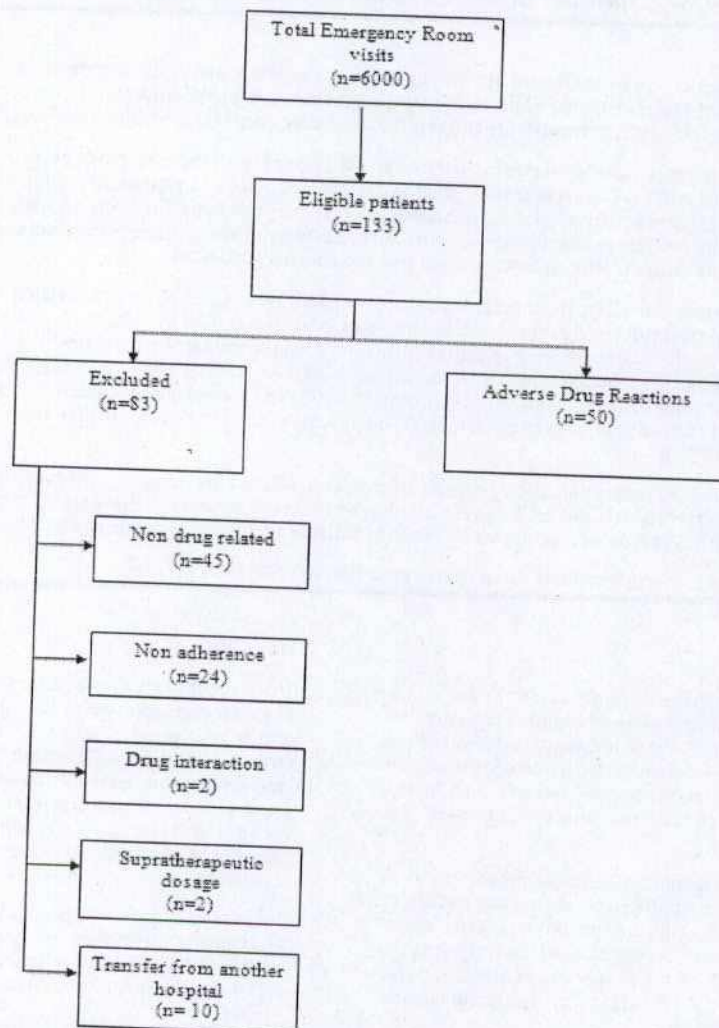 Total Emergency Room
visits
(n=6000)
Eligible patients
(n=133)
Excluded
(n=83)
Adverse Drug Reactions
(n=50)
Non drug related
(n=45)
Non adherence
(n=24)
Drug interaction
(n=2)
Supratherapeutic
dosage
(n=2)
Transfer from another
hospital
(n= 10)